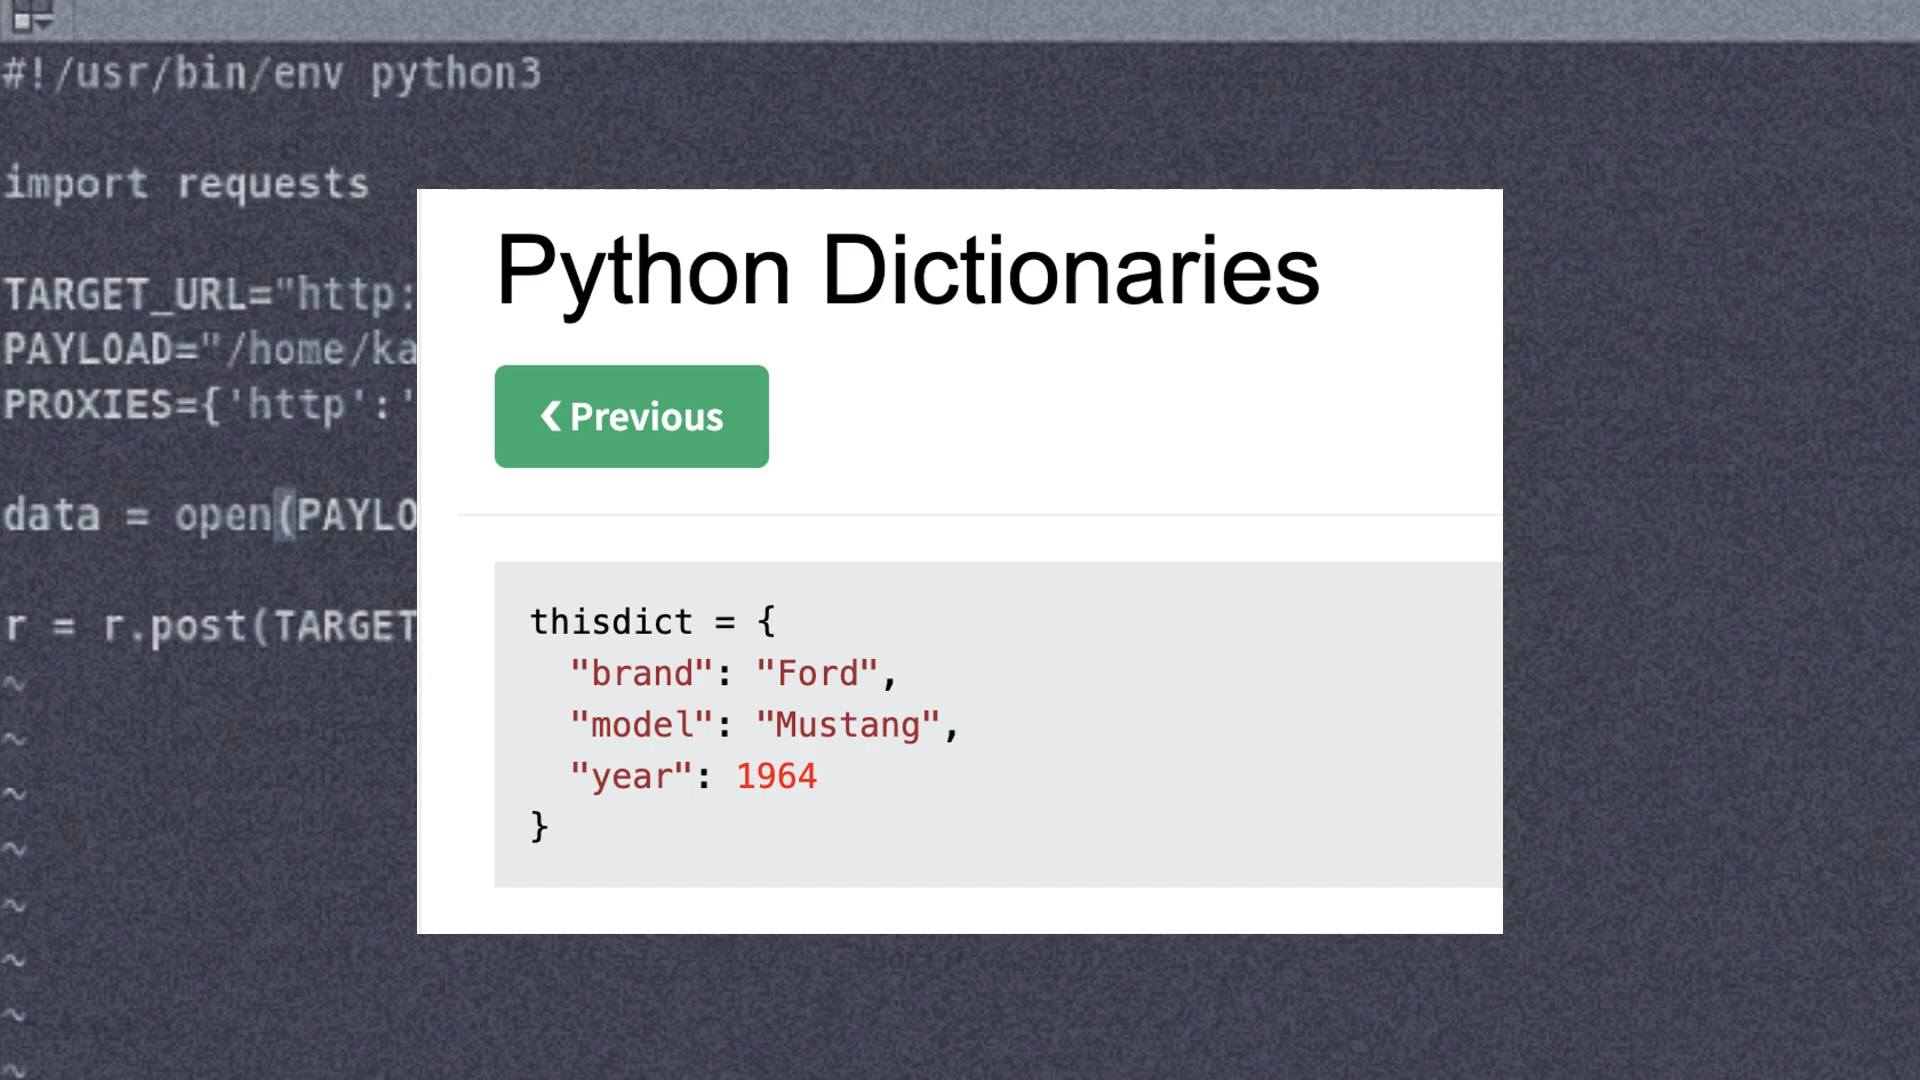 #!/usr/bin/env python3
import requests
TARGET_URL="http:
PAYLOAD="/home/ka
PROXIES={'http':'
data = open(PAYLO
r = r.post(TARGET
~
~
~
~
~
~
~
~
Python Dictionaries
❮ Previous
thisdict = {
"brand": "Ford",
"model": "Mustang",
"year": 1964
}